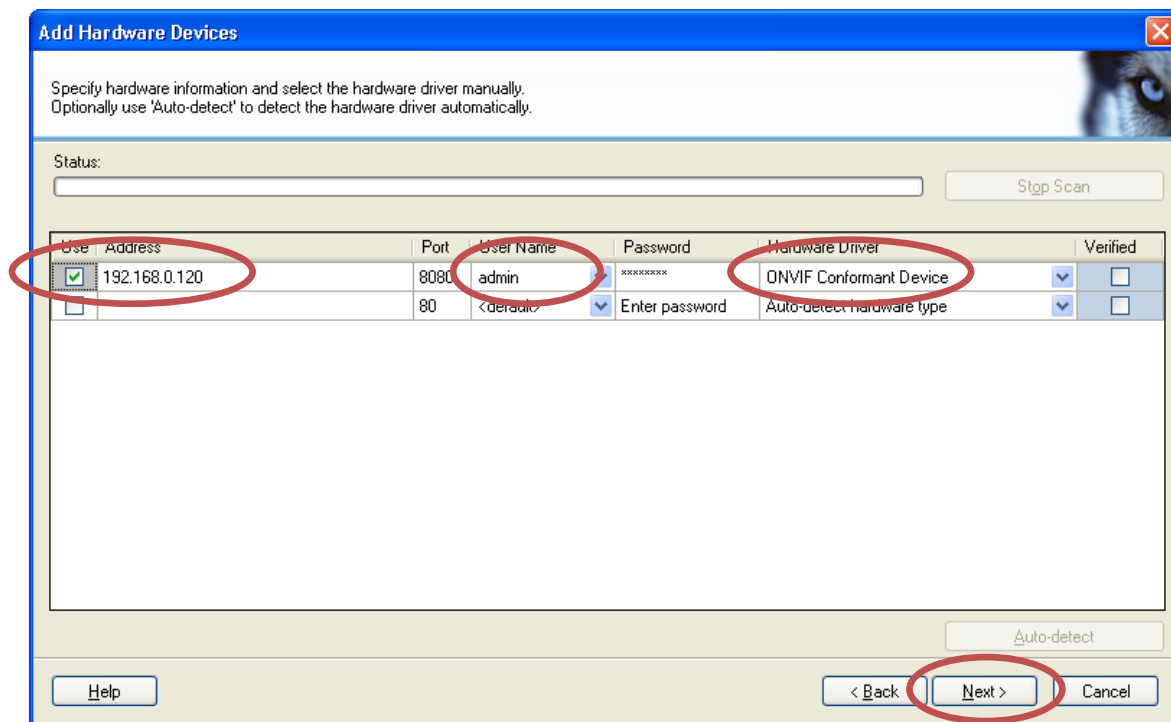 Add Hardware Devices
Specify hardware information and select the hardware driver manually.
Optionally use 'Auto-detect' to detect the hardware driver automatically.
Status:
Stop Scan
Use Address Port User Name Password Hardware Driver Verified
192.168.0.120 8080 admin ******** ONVIF Conformant Device
80 <default> Enter password Auto-detect hardware type
Auto-detect
Help < Back Next > Cancel